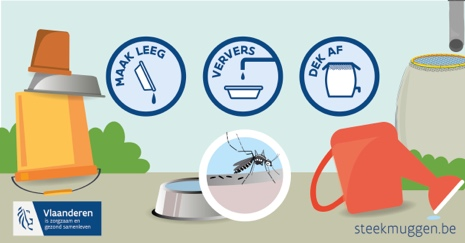 MAAK LEEG
VERVERS
DEK AF
Vlaanderen
is zorgzaam en
gezond samenleven
steekmuggen.be